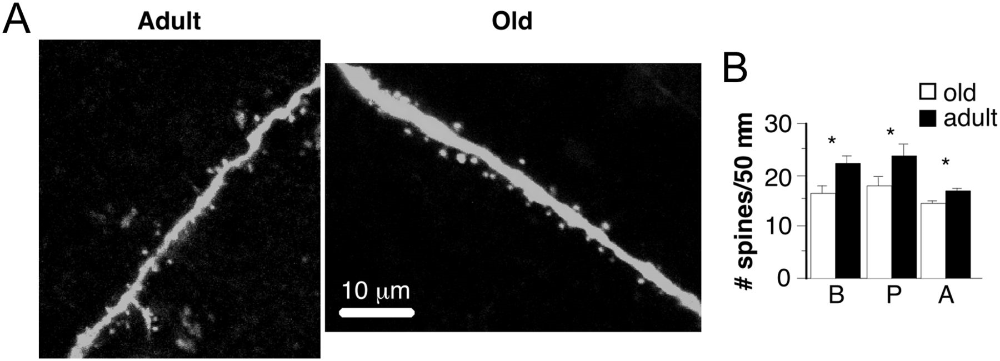 A
Adult
Old
10 μm
B
old
adult
# spines/50 mm
30
20
10
0
*
*
*
B
P
A